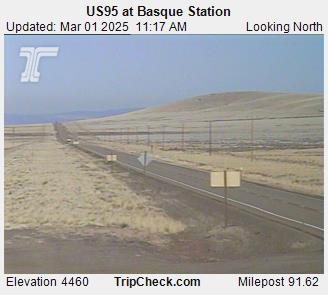 US95 at Basque Station
Updated: Mar 01 2025 11:17 AM Looking North
Elevation 4460 TripCheck.com Milepost 91.62